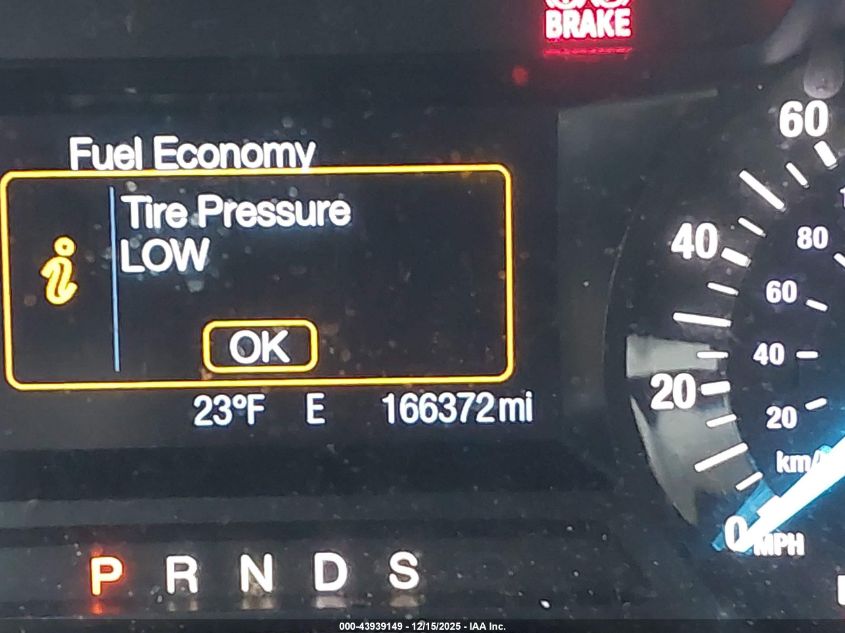 BRAKE
Fuel Economy
Tire Pressure
LOW
OK
23°F E 166372mi
P R N D S
60
40
20
0
MPH
80
60
40
20
km/
000-43939149 - 12/15/2025 - IAA Inc.